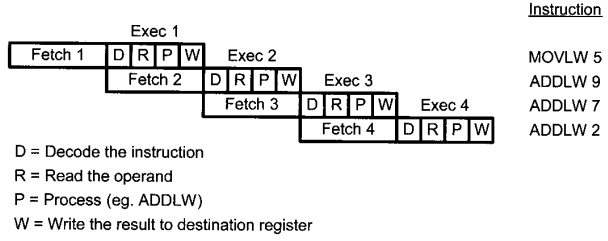 Instruction
Exec 1
Fetch 1 D R P W Exec 2 MOVLW 5
Fetch 2 D R P W Exec 3 ADDLW 9
Fetch 3 D R P W Exec 4 ADDLW 7
Fetch 4 D R P W ADDLW 2
D = Decode the instruction
R = Read the operand
P = Process (eg. ADDLW)
W = Write the result to destination register